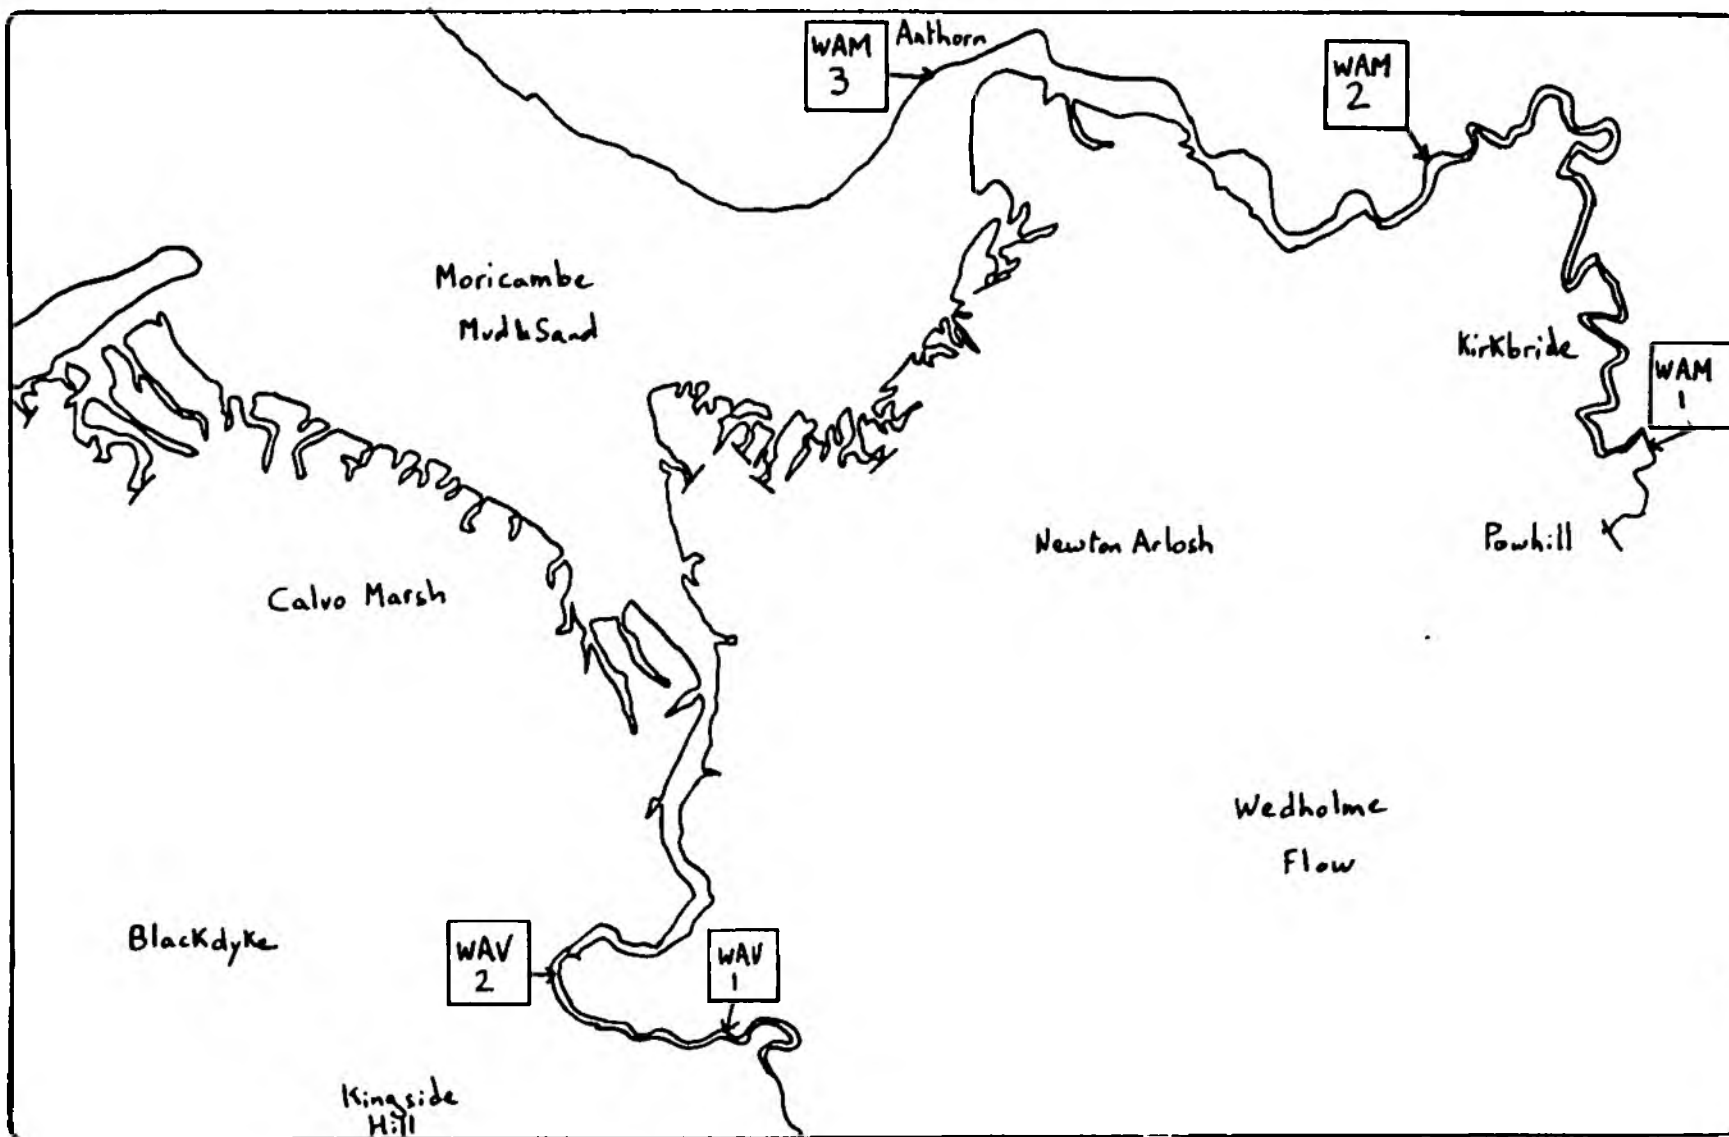 WAM
3
Anthorn
WAM
2
Moricambe
Mud & Sand
Kirkbride
WAM
1
Newton Arlosh
Powhill
Calvo Marsh
Wedholme
Flow
Blackdyke
WAV
2
WAV
1
Kingside
Hill